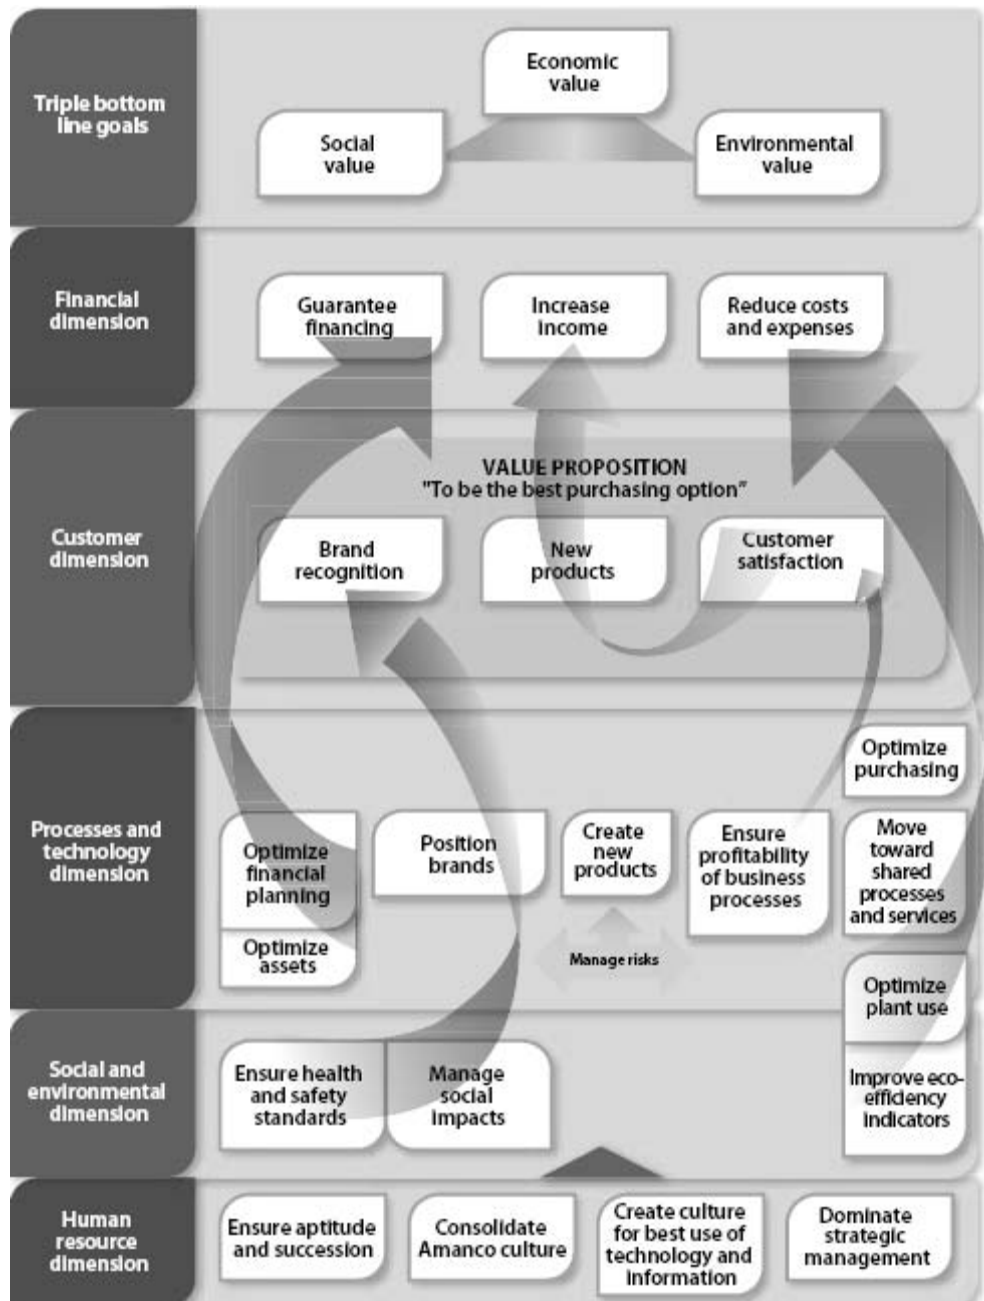 Triple bottom
line goals
Economic
value
Social
value
Environmental
value
Financial
dimension
Guarantee
financing
Increase
income
Reduce costs
and expenses
Customer
dimension
VALUE PROPOSITION
"To be the best purchasing option”
Brand
recognition
New
products
Customer
satisfaction
Processes and
technology
dimension
Optimize
financial
planning
Optimize
assets
Position
brands
Create
new
products
Manage risks
Ensure
profitability
of business
processes
Optimize
purchasing
Move
toward
shared
processes
and services
Optimize
plant use
Social and
environmental
dimension
Ensure health
and safety
standards
Manage
social
impacts
Improve eco-
efficiency
indicators
Human
resource
dimension
Ensure aptitude
and succession
Consolidate
Amanco culture
Create culture
for best use of
technology and
information
Dominate
strategic
management